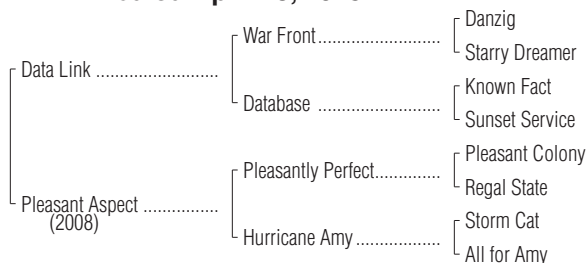 Danzig
War Front
Starry Dreamer
Data Link
Known Fact
Database
Sunset Service
Pleasant Colony
Pleasantly Perfect
Regal State
Pleasant Aspect
(2008)
Storm Cat
Hurricane Amy
All for Amy